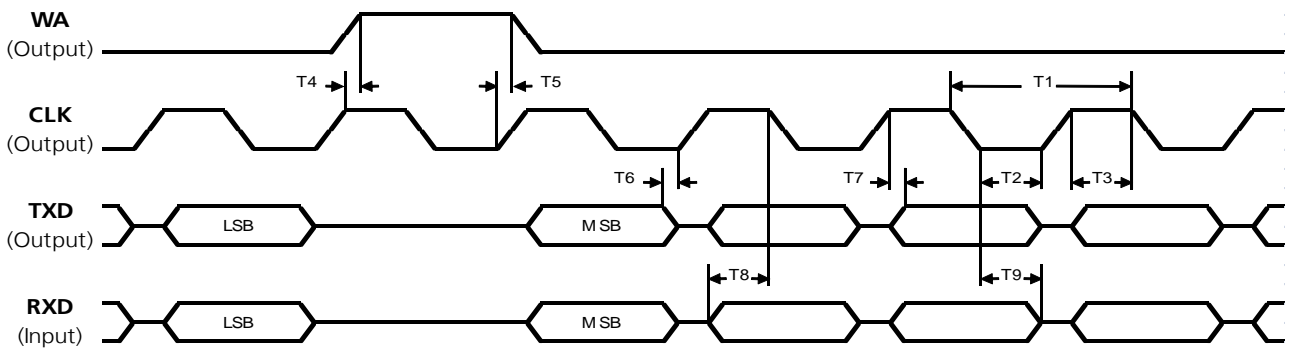 WA
(Output)
T4
T5
T1
CLK
(Output)
T6
T7
T2
T3
TXD
(Output)
LSB
MSB
T8
T9
RXD
(Input)
LSB
MSB